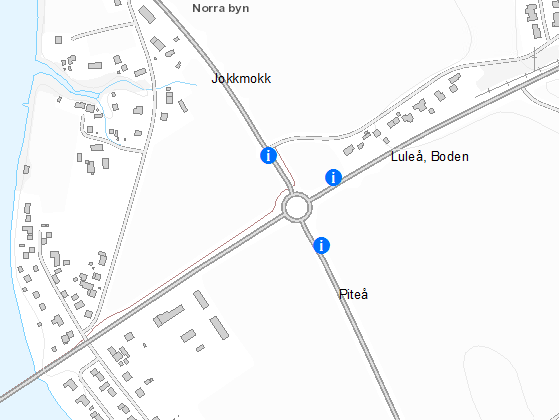 Norra byn
Jokkmokk
Luleå, Boden
i
i
i
Piteå